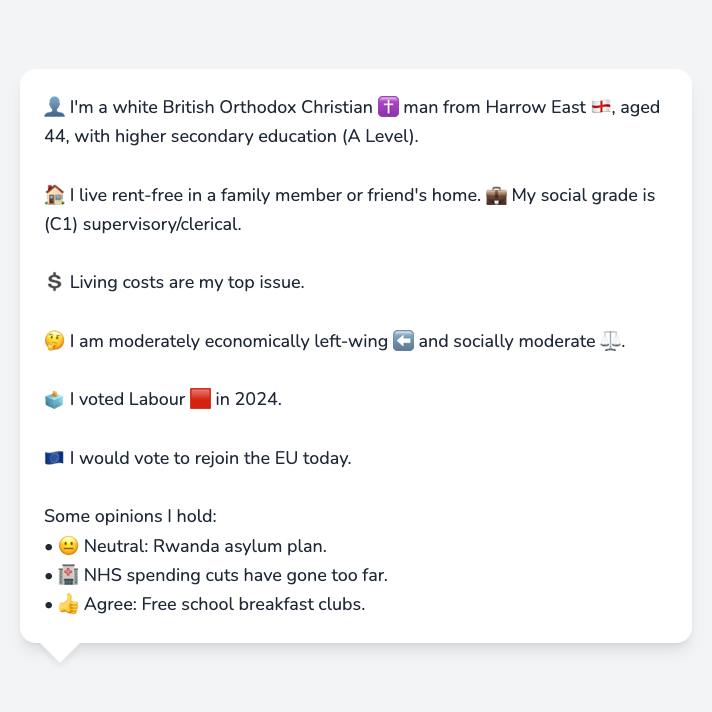 👤 I'm a white British Orthodox Christian ✝️ man from Harrow East 🏴󠁧󠁢󠁥󠁮󠁧󠁿, aged
44, with higher secondary education (A Level).
🏠 I live rent-free in a family member or friend's home. 💼 My social grade is
(C1) supervisory/clerical.
💲 Living costs are my top issue.
🤔 I am moderately economically left-wing ⬅️ and socially moderate ⚖️.
🗳️ I voted Labour 🟥 in 2024.
🇪🇺 I would vote to rejoin the EU today.
Some opinions I hold:
• 😐 Neutral: Rwanda asylum plan.
• 🏥 NHS spending cuts have gone too far.
• 👍 Agree: Free school breakfast clubs.